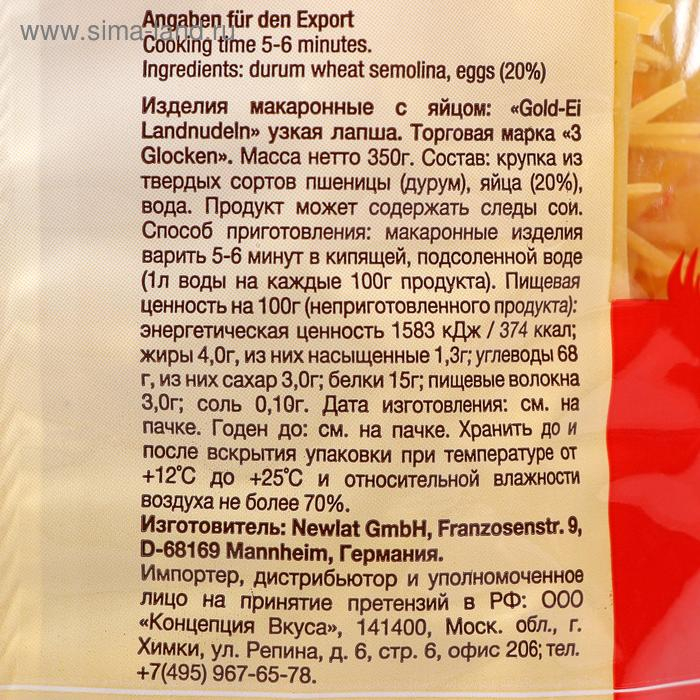 Angaben für den Export
www.sima-land.ru
Cooking time 5-6 minutes.
Ingredients: durum wheat semolina, eggs (20%)
Изделия макаронные с яйцом: «Gold-Ei
Landnudeln» узкая лапша. Торговая марка «3
Glocken». Масса нетто 350г. Состав: крупка из
твердых сортов пшеницы (дурум), яйца (20%),
вода. Продукт может содержать следы сои.
Способ приготовления: макаронные изделия
варить 5-6 минут в кипящей, подсоленной воде
(1л воды на каждые 100г продукта). Пищевая
ценность на 100г (неприготовленного продукта):
энергетическая ценность 1583 кДж / 374 ккал;
жиры 4,0г, из них насыщенные 1,3г; углеводы 68
г, из них сахар 3,0г; белки 15г; пищевые волокна
3,0г; соль 0,10г. Дата изготовления: см. на
пачке. Годен до: см. на пачке. Хранить до и
после вскрытия упаковки при температуре от
+12°C до +25°C и относительной влажности
воздуха не более 70%.
Изготовитель: Newlat GmbH, Franzosenstr. 9,
D-68169 Mannheim, Германия.
Импортер, дистрибьютор и уполномоченное
лицо на принятие претензий в РФ: ООО
«Концепция Вкуса», 141400, Моск. обл., г.
Химки, ул. Репина, д. 6, стр. 6, офис 206; тел.
+7(495) 967-65-78.